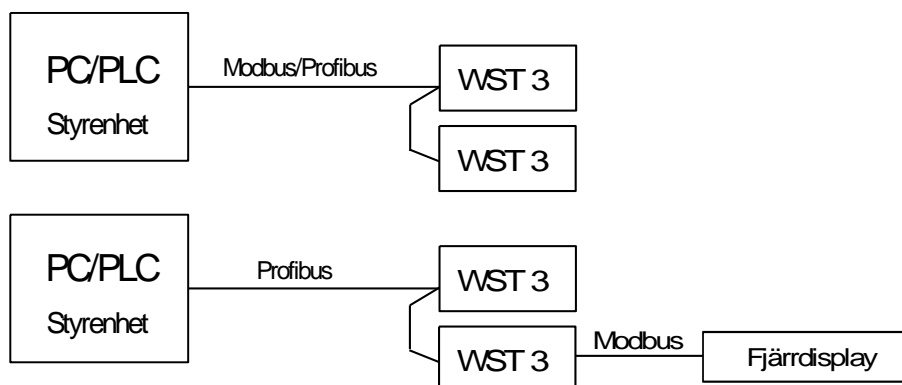 PC/PLC
Styrenhet
Modbus/Profibus
WST 3
WST 3
PC/PLC
Styrenhet
Profibus
WST 3
WST 3
Modbus
Fjärrdisplay